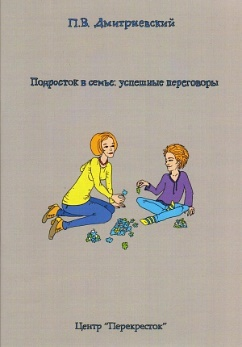 П.В. Дмитриевский
Подросток в семье: успешные переговоры
Центр "Перекресток"